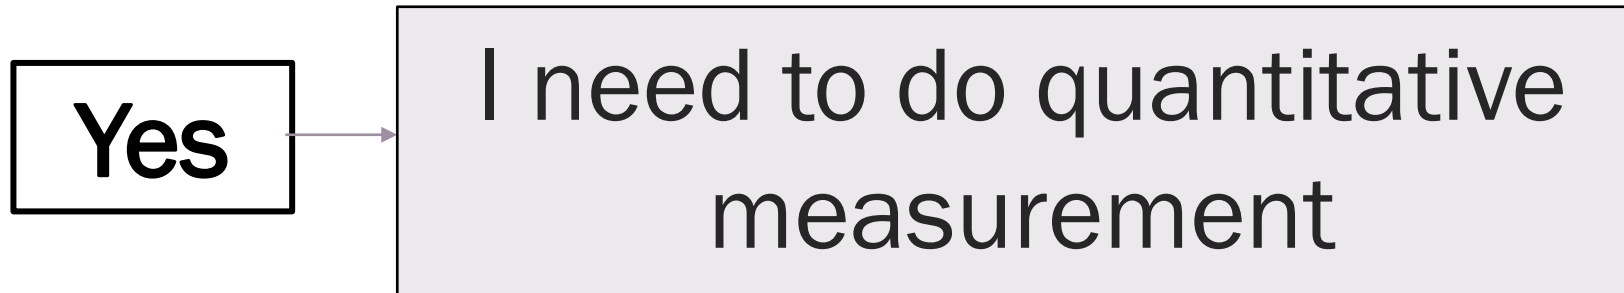 Yes
I need to do quantitative
measurement